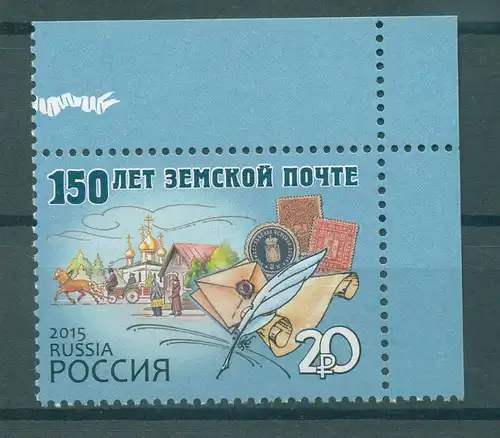 150 ЛЕТ ЗЕМСКОЙ ПОЧТЕ
2015
RUSSIA
РОССИЯ
20
₽